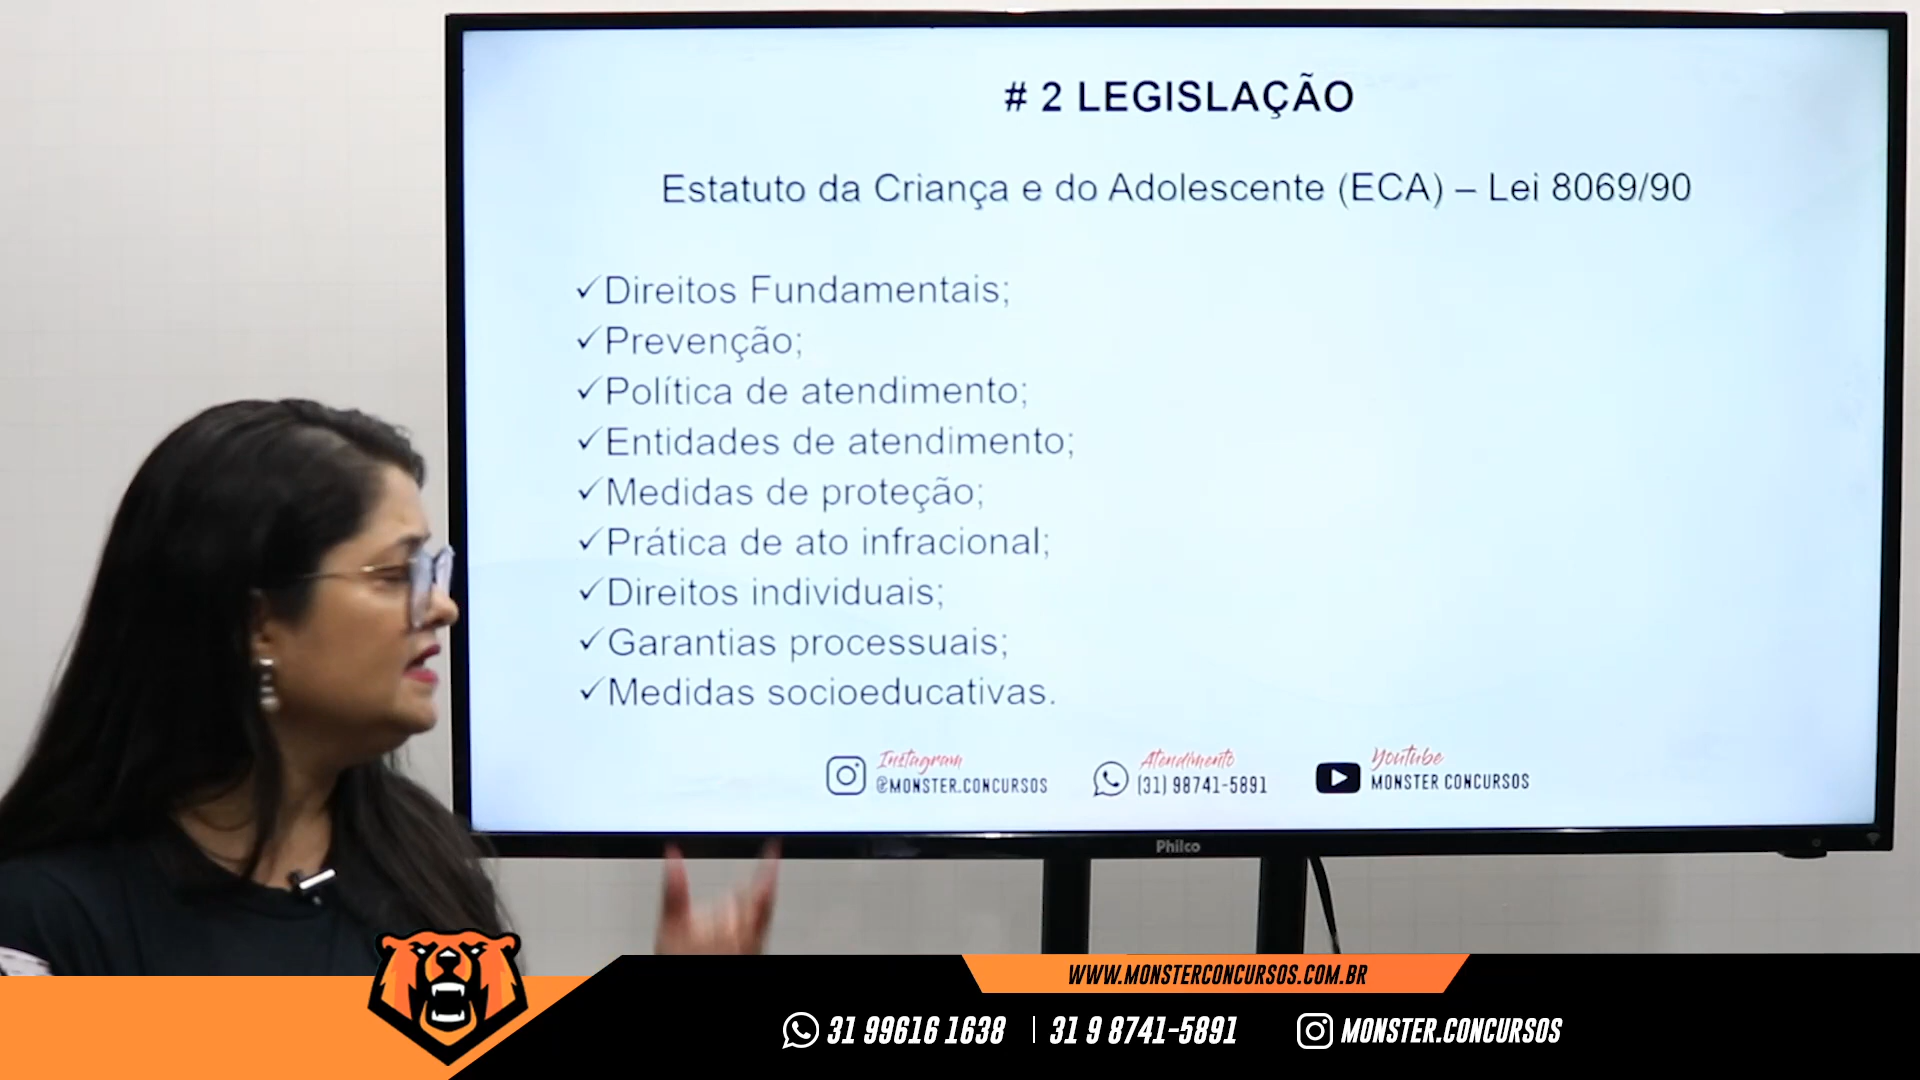 # 2 LEGISLAÇÃO
Estatuto da Criança e do Adolescente (ECA) – Lei 8069/90
✓Direitos Fundamentais;
✓Prevenção;
✓Política de atendimento;
✓Entidades de atendimento;
✓Medidas de proteção;
✓Prática de ato infracional;
✓Direitos individuais;
✓Garantias processuais;
✓Medidas socioeducativas.
Instagram
@MONSTER.CONCURSOS
Atendimento
(31) 98741-5891
Youtube
MONSTER CONCURSOS
Philco
WWW.MONSTERCONCURSOS.COM.BR
31 99616 1638 | 31 9 8741-5891
MONSTER.CONCURSOS